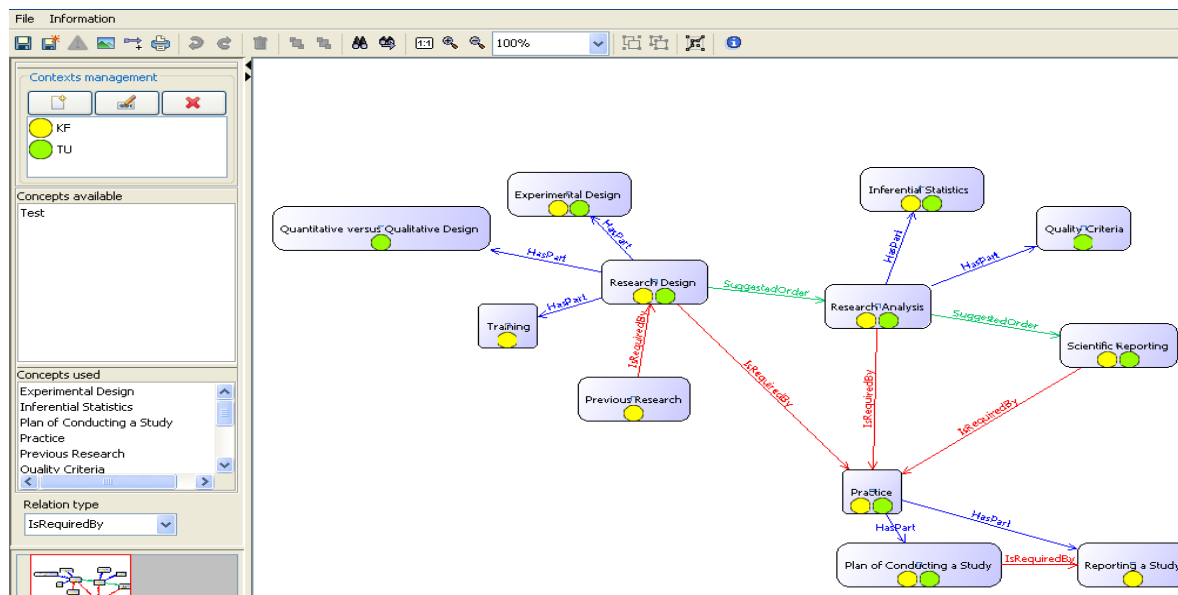 File Information
1:1 100%
Contexts management
KF
TU
Concepts available
Test
Concepts used
Experimental Design
Inferential Statistics
Plan of Conducting a Study
Practice
Previous Research
Quality Criteria
Relation type
IsRequiredBy
Experimental Design
Inferential Statistics
Quantitative versus Qualitative Design
Quality Criteria
HasPart
HasPart
HasPart
HasPart
Research Design
SuggestedOrder
Research Analysis
HasPart
SuggestedOrder
Training
Scientific Reporting
IsRequiredBy
Previous Research
IsRequiredBy
IsRequiredBy
IsRequiredBy
Practice
HasPart
HasPart
Plan of Conducting a Study
IsRequiredBy
Reporting a Study